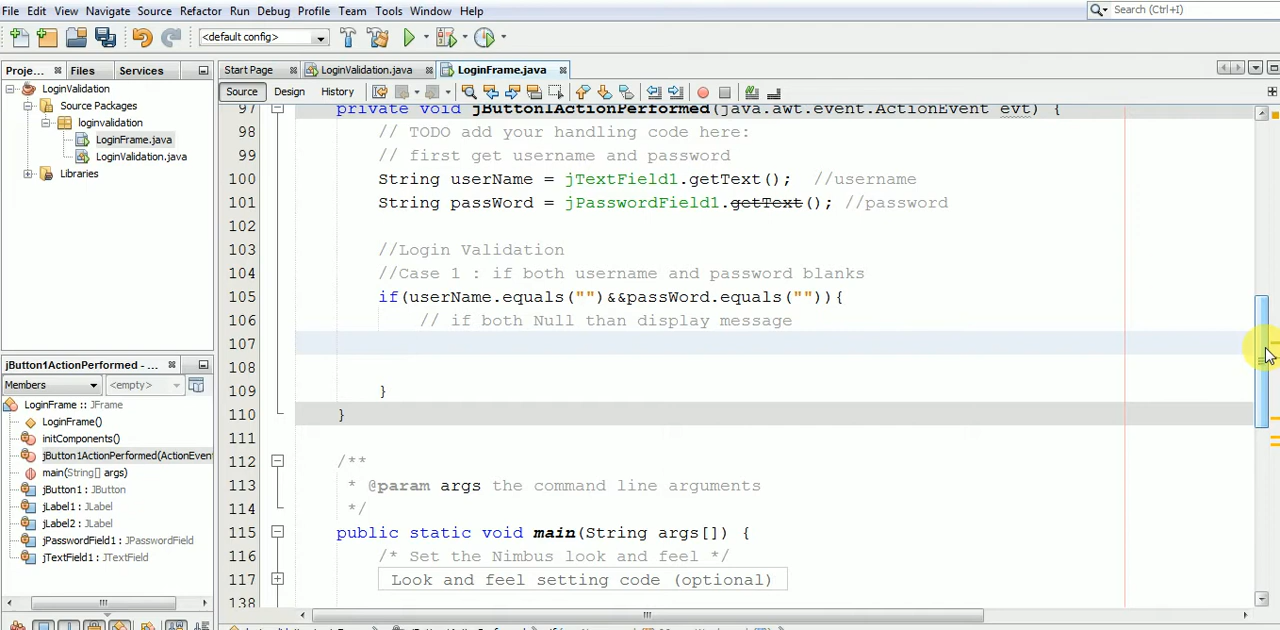 File Edit View Navigate Source Refactor Run Debug Profile Team Tools Window Help
Search (Ctrl+I)
<default config>
Proje... Files Services
Start Page LoginValidation.java LoginFrame.java
Source Design History
LoginValidation
Source Packages
loginvalidation
LoginFrame.java
LoginValidation.java
Libraries
97 private void jButton1ActionPerformed(java.awt.event.ActionEvent evt) {
98 // TODO add your handling code here:
99 // first get username and password
100 String userName = jTextField1.getText(); //username
101 String passWord = jPasswordField1.getText(); //password
102
103 //Login Validation
104 //Case 1 : if both username and password blanks
105 if(userName.equals("")&&passWord.equals("")){
106 // if both Null than display message
107
108
109 }
110 }
111
112 /**
113 * @param args the command line arguments
114 */
115 public static void main(String args[]) {
116 /* Set the Nimbus look and feel */
117 Look and feel setting code (optional)
138
jButton1ActionPerformed - ...
Members <empty>
LoginFrame :: JFrame
LoginFrame()
initComponents()
jButton1ActionPerformed(ActionEven
main(String[] args)
jButton1 : JButton
jLabel1 : JLabel
jLabel2 : JLabel
jPasswordField1 : JPasswordField
jTextField1 : JTextField